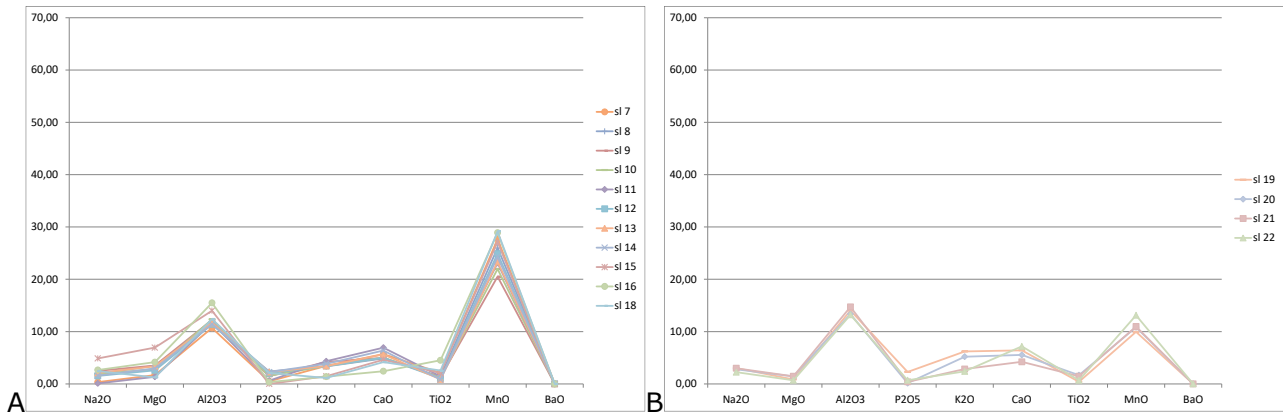 70,00
60,00
50,00
40,00
30,00
20,00
10,00
0,00
Na2O MgO Al2O3 P2O5 K2O CaO TiO2 MnO BaO
sl 7
sl 8
sl 9
sl 10
sl 11
sl 12
sl 13
sl 14
sl 15
sl 16
sl 18
A
70,00
60,00
50,00
40,00
30,00
20,00
10,00
0,00
Na2O MgO Al2O3 P2O5 K2O CaO TiO2 MnO BaO
sl 19
sl 20
sl 21
sl 22
B